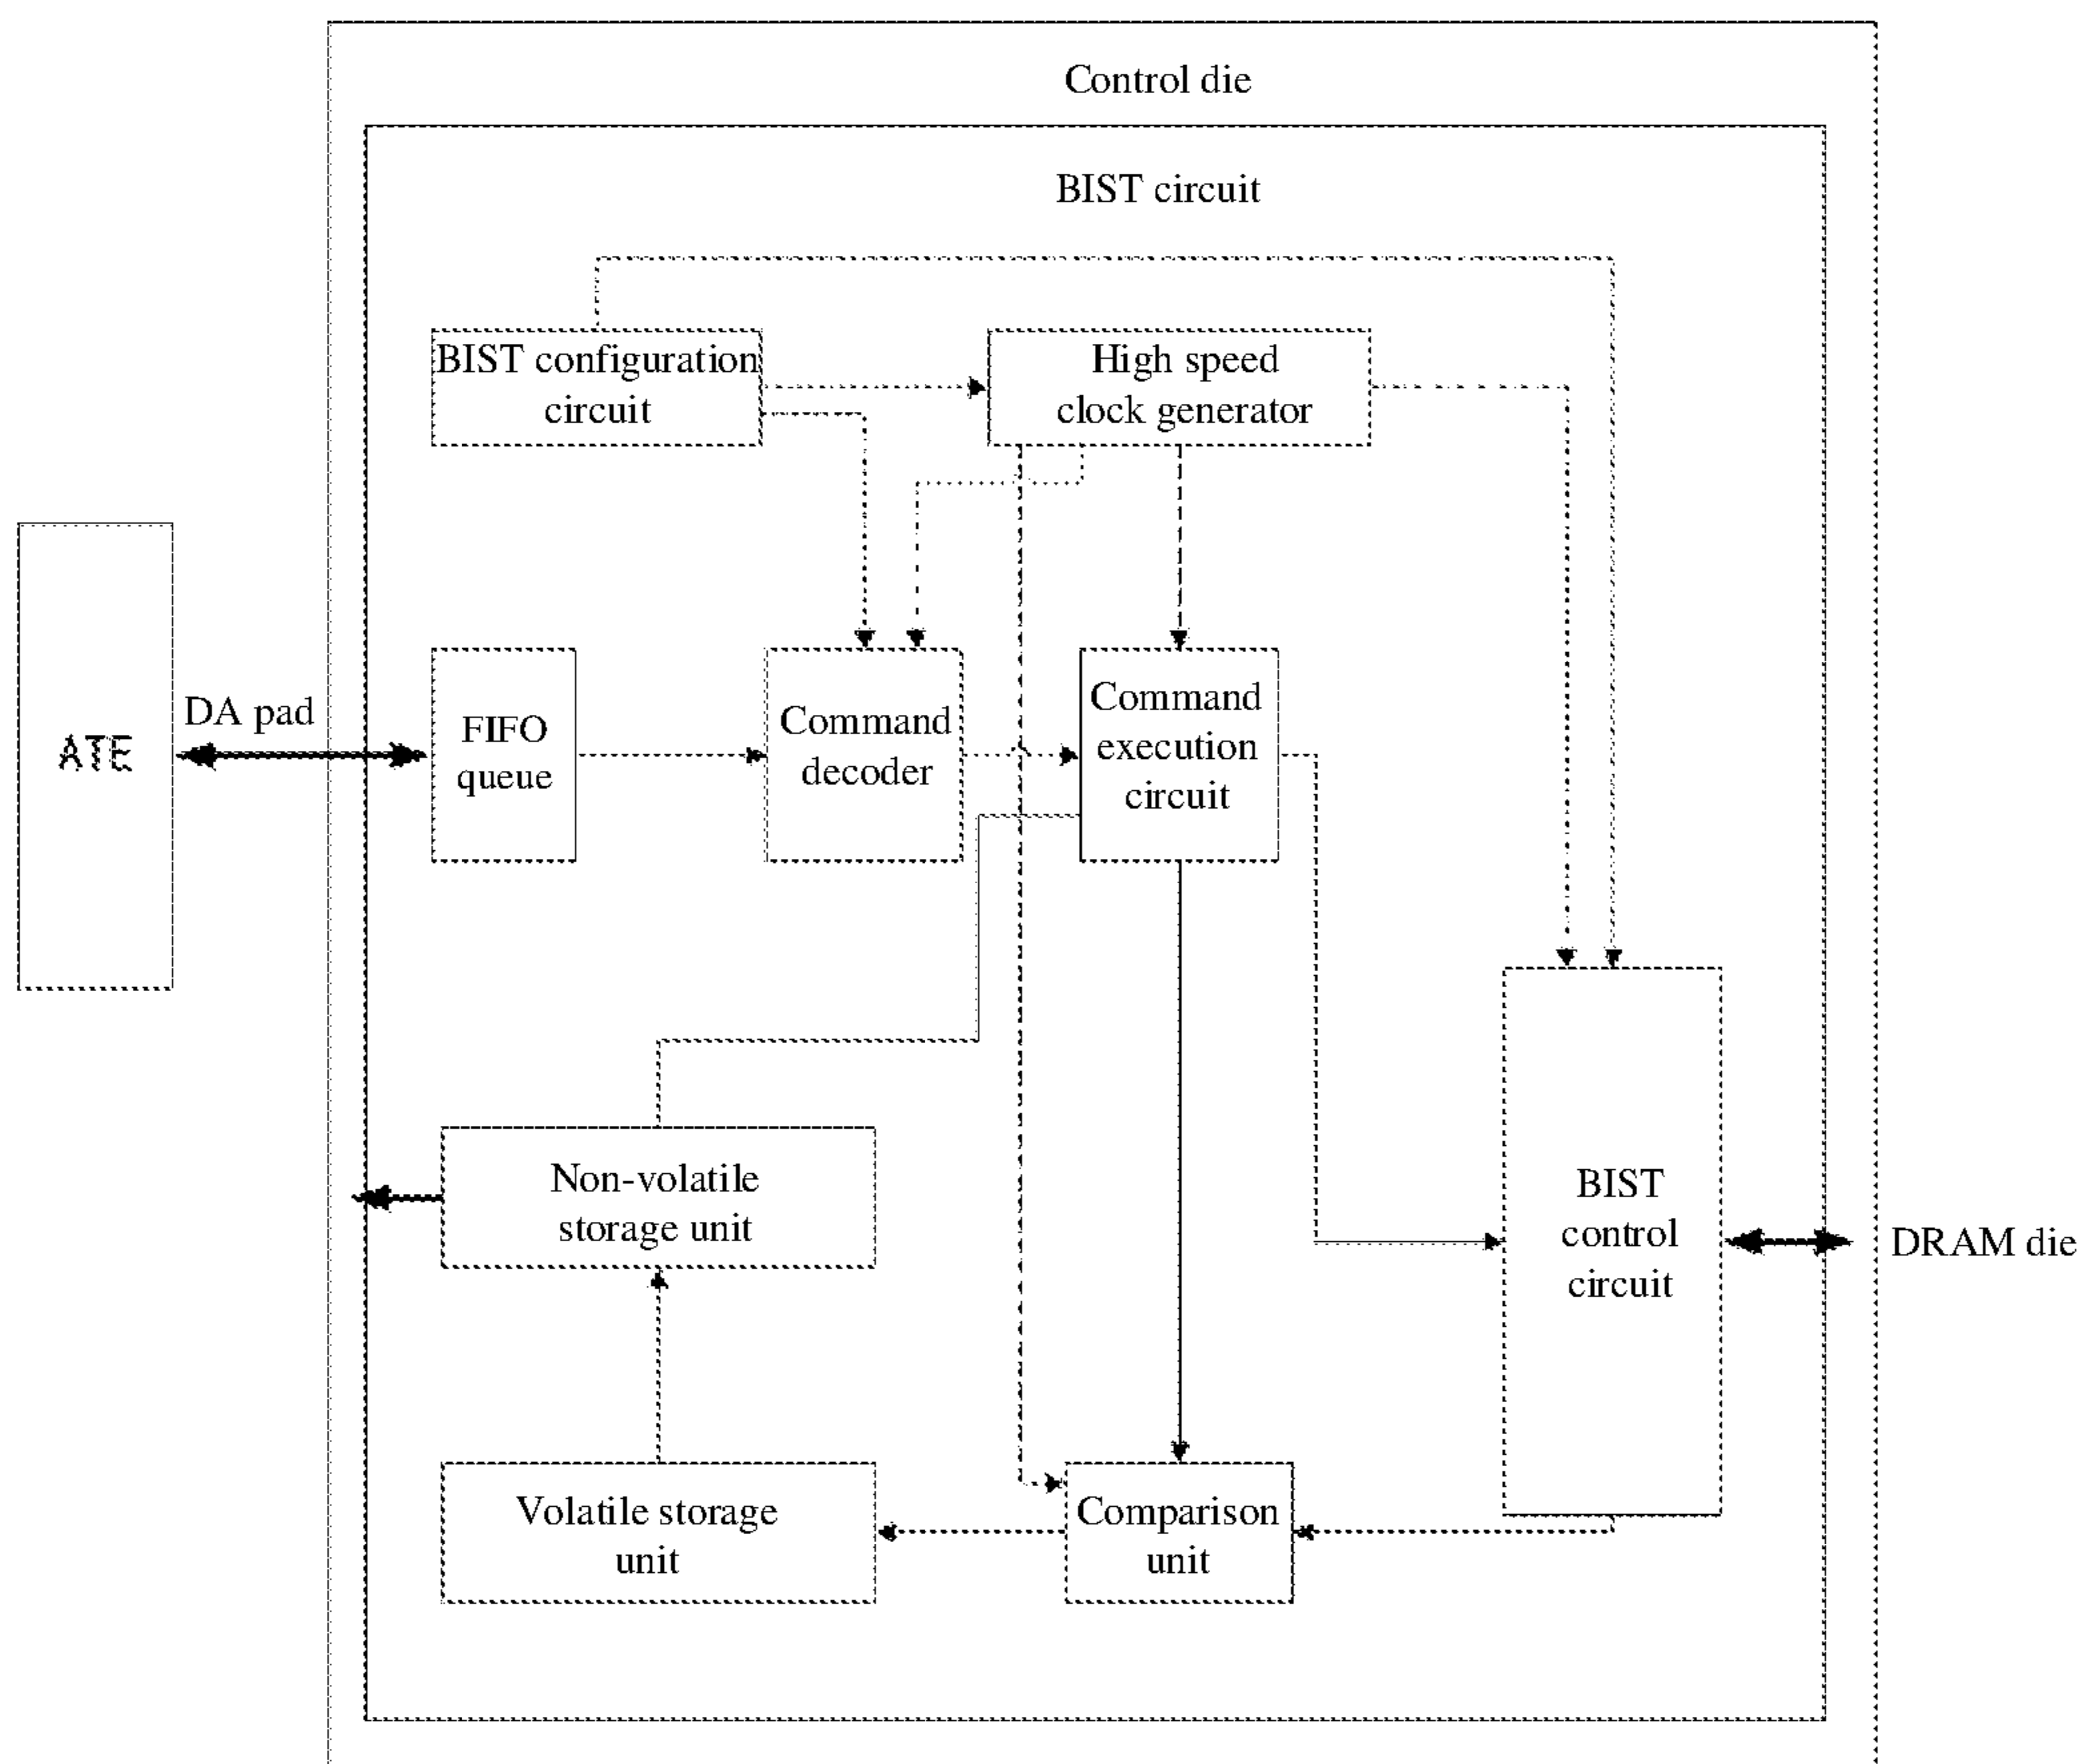 Control die
BIST circuit
BIST configuration
circuit
High speed
clock generator
ATE
DA pad
FIFO
queue
Command
decoder
Command
execution
circuit
Non-volatile
storage unit
BIST
control
circuit
DRAM die
Volatile storage
unit
Comparison
unit